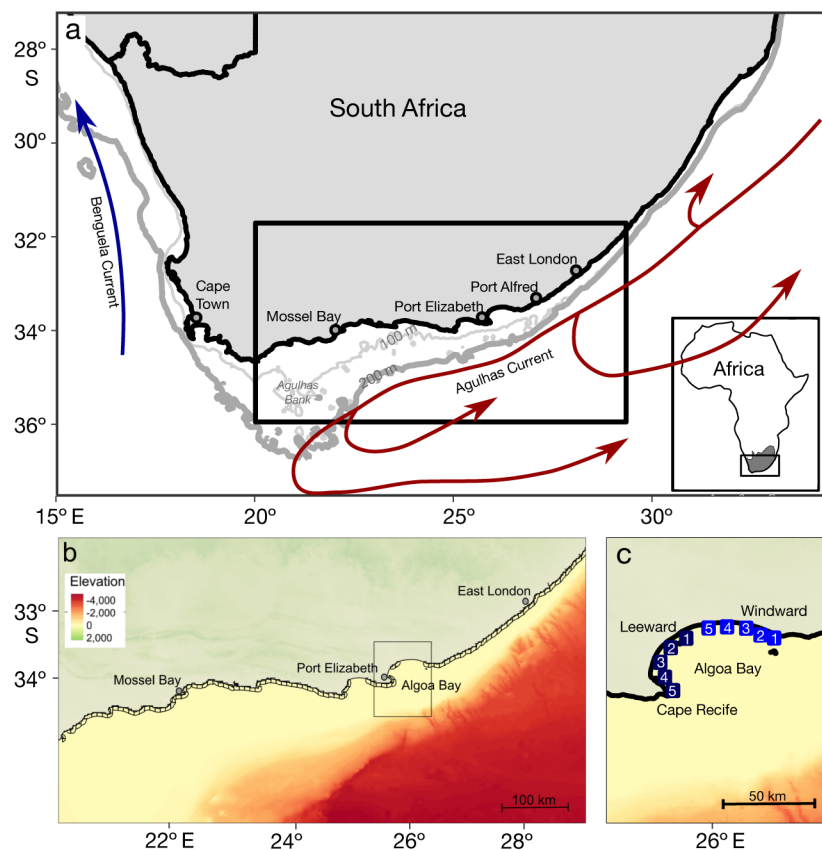 a
28°
S
30°
32°
34°
36°
15° E
20°
25°
30°
South Africa
Benguela Current
Cape
Town
Mossel Bay
Port Elizabeth
Port Alfred
East London
100 m
200 m
Agulhas
Bank
Agulhas Current
Africa
b
Elevation
-4,000
-2,000
0
2,000
33°
S
34°
East London
Port Elizabeth
Mossel Bay
Algoa Bay
100 km
22° E
24°
26°
28°
c
Windward
Leeward
5 4 3 2 1
1
2
3
4
5
Algoa Bay
Cape Recife
50 km
26° E